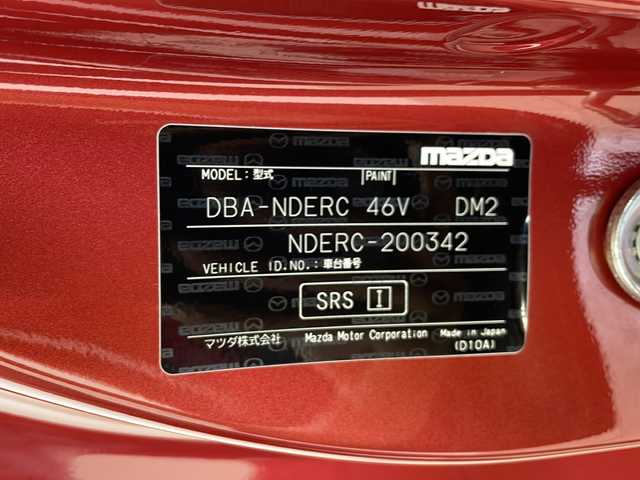 mazda
MODEL: 型式 PAINT
DBA-NDERC 46V DM2
NDERC-200342
VEHICLE ID.NO.: 車台番号
SRS I
マツダ株式会社 Mazda Motor Corporation Made in Japan
(D10A)